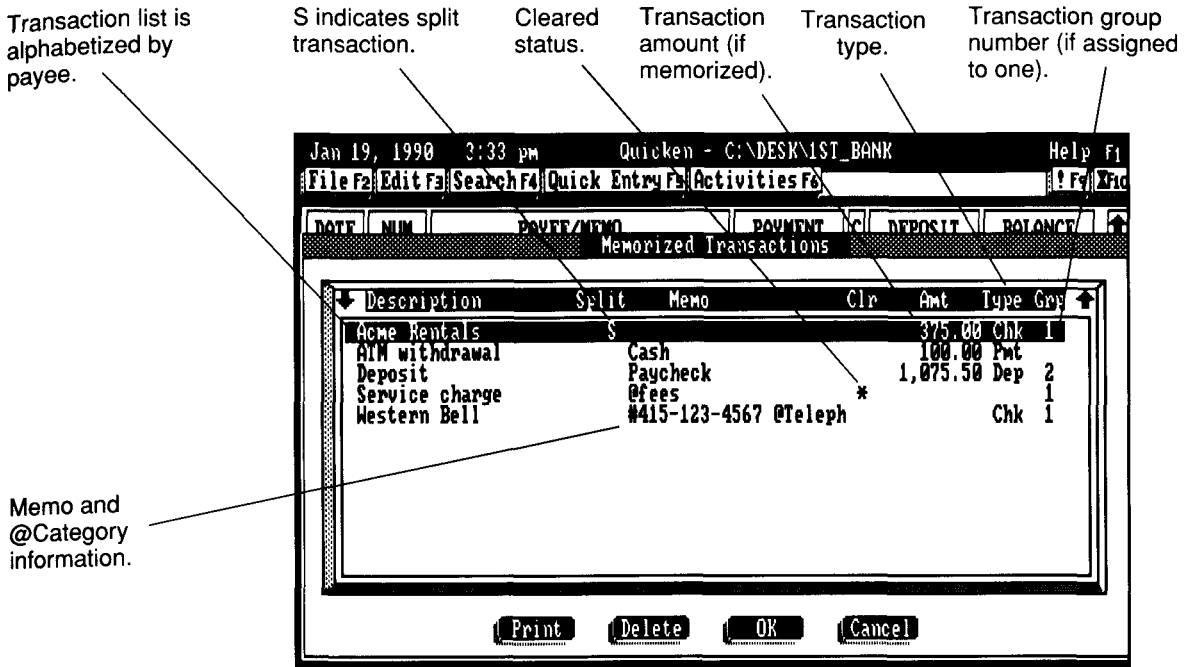 Transaction list is
alphabetized by
payee.
S indicates split
transaction.
Cleared
status.
Transaction
amount (if
memorized).
Transaction
type.
Transaction group
number (if assigned
to one).
Jan 19, 1990 3:33 pm Quicken - C:\DESK\1ST_BANK Help F1
File F2 Edit F3 Search F4 Quick Entry F5 Activities F6 ! F9 X F10
DATE NUM PAYEE/MEMO PAYMENT C DEPOSIT BALANCE
Memorized Transactions
Description Split Memo Clr Amt Type Grp
Acme Rentals S 375.00 Chk 1
ATM withdrawal Cash 100.00 Pmt
Deposit Paycheck 1,075.50 Dep 2
Service charge @fees * 1
Western Bell #415-123-4567 @Teleph Chk 1
Memo and
@Category
information.
Print Delete OK Cancel